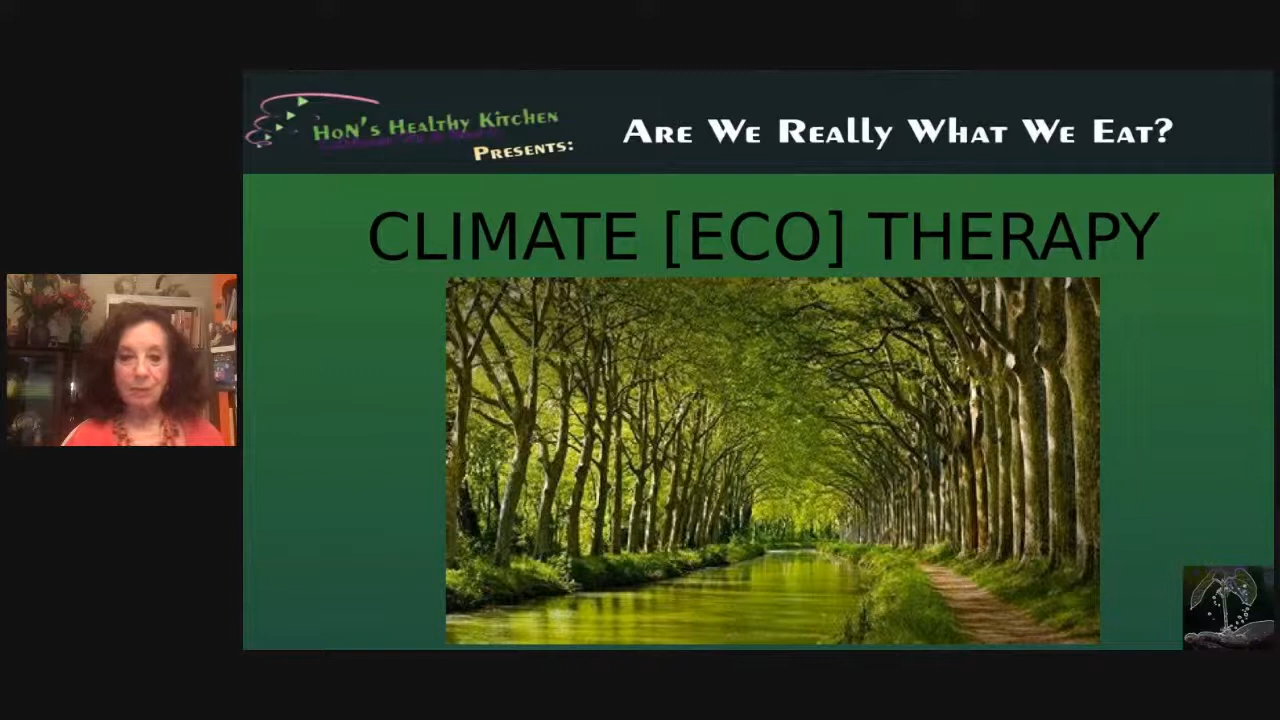 HoN's Healthy Kitchen
Presents:
Are We Really What We Eat?
CLIMATE [ECO] THERAPY